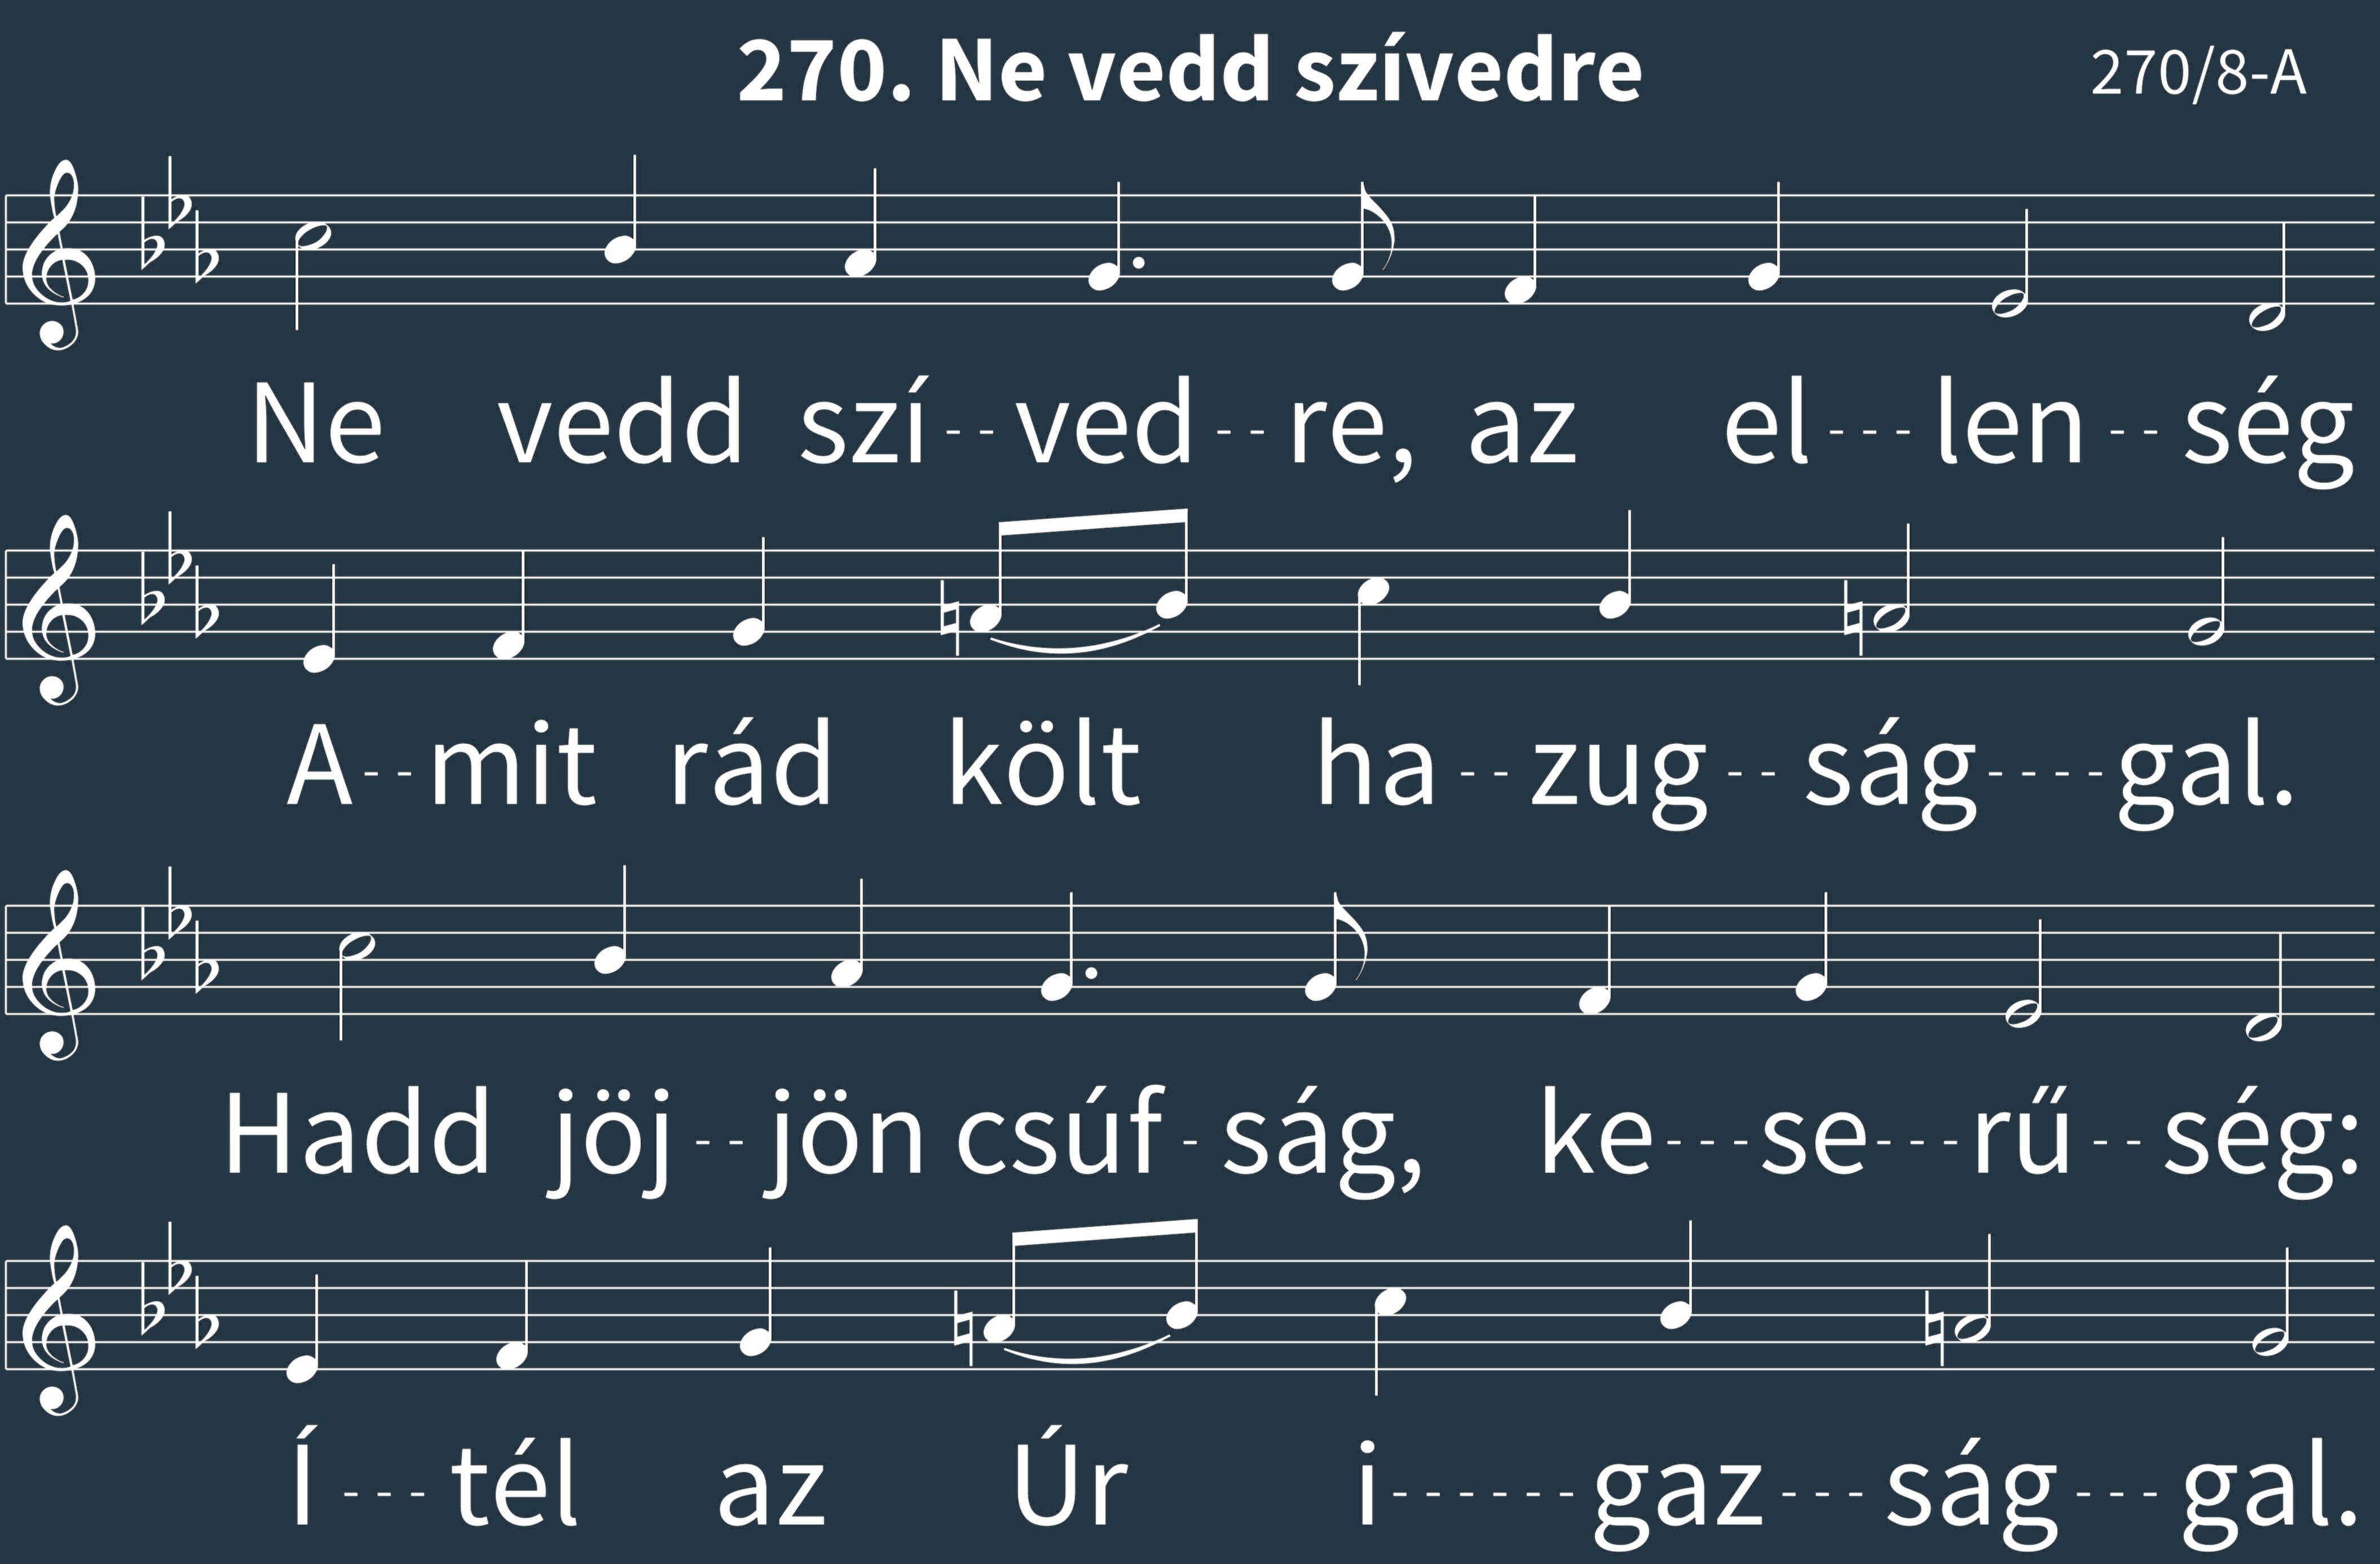 270. Ne vedd szívedre 270/8-A
Ne vedd szí--ved--re, az el---len--ség
A--mit rád költ ha--zug--ság----gal.
Hadd jöj--jön csúf-ság, ke---se---rű--ség:
Í---tél az Úr i------gaz---ság---gal.